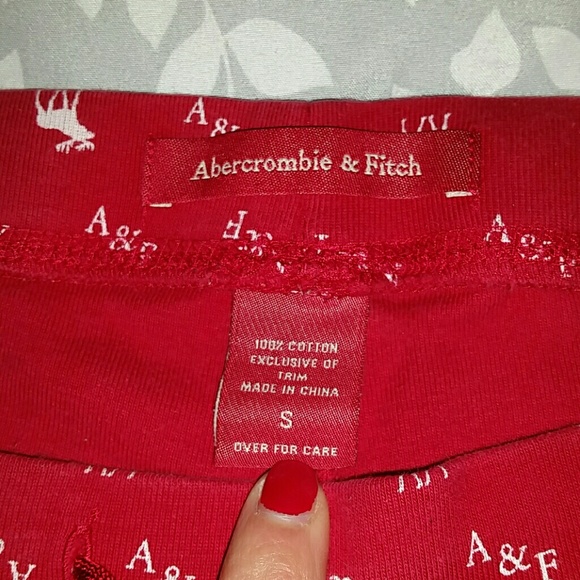 A&F
Abercrombie & Fitch
A&F
A&F
100% COTTON
EXCLUSIVE OF
TRIM
MADE IN CHINA
S
OVER FOR CARE
A&F
A&F